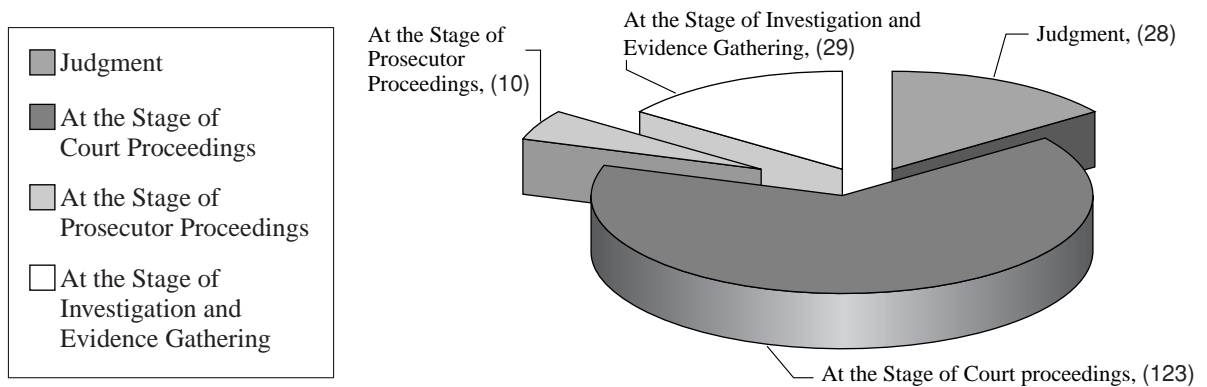 Judgment
At the Stage of
Court Proceedings
At the Stage of
Prosecutor Proceedings
At the Stage of
Investigation and
Evidence Gathering
At the Stage of
Prosecutor
Proceedings, (10)
At the Stage of Investigation and
Evidence Gathering, (29)
Judgment, (28)
At the Stage of Court proceedings, (123)